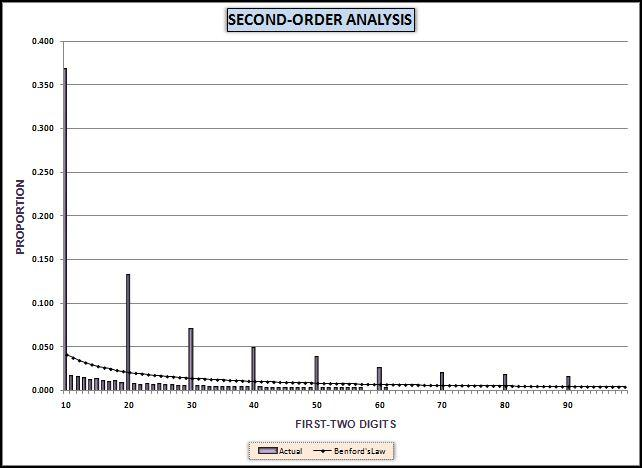 SECOND-ORDER ANALYSIS
0.400
0.350
0.300
0.250
0.200
0.150
0.100
0.050
0.000
PROPORTION
10 20 30 40 50 60 70 80 90
FIRST-TWO DIGITS
Actual Benford'sLaw